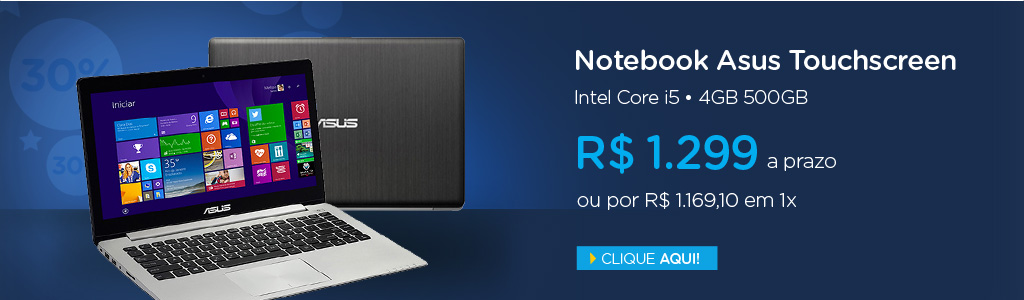 30%
30
Iniciar
ASUS
ASUS
Notebook Asus Touchscreen
Intel Core i5 • 4GB 500GB
R$ 1.299 a prazo
ou por R$ 1.169,10 em 1x
CLIQUE AQUI!